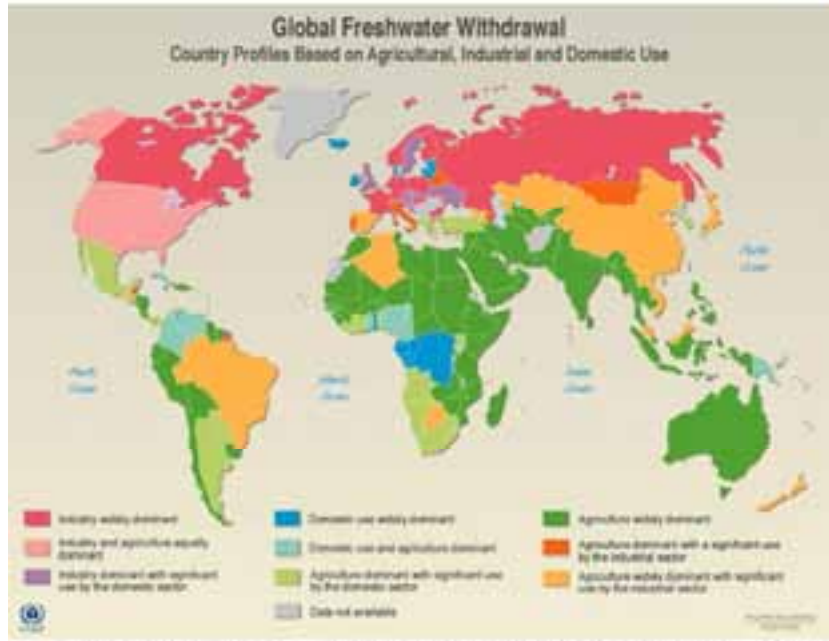 Global Freshwater Withdrawal
Country Profiles Based on Agricultural, Industrial and Domestic Use
Pacific
Ocean
Pacific
Ocean
Atlantic
Ocean
Indian
Ocean
Industry widely dominant
Industry and agriculture equally
dominant
Industry dominant with significant
use by the domestic sector
Domestic use widely dominant
Domestic use and agriculture dominant
Agriculture dominant with significant use
by the domestic sector
Data not available
Agriculture widely dominant
Agriculture dominant with a significant use
by the industrial sector
Agriculture widely dominant with significant
use by the industrial sector